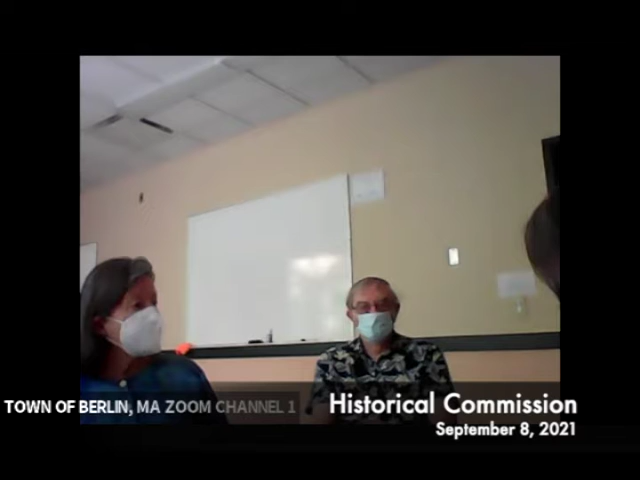 TOWN OF BERLIN, MA ZOOM CHANNEL 1
Historical Commission
September 8, 2021